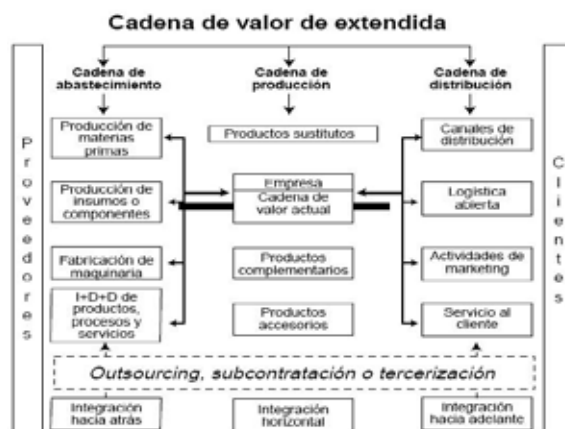 Cadena de valor de extendida
Cadena de
abastecimiento
Cadena de
producción
Cadena de
distribución
Proveedores
Producción de
materias
primas
Producción de
insumos o
componentes
Fabricación de
maquinaria
I+D+D de
productos,
procesos y
servicios
Productos sustitutos
Empresa
Cadena de
valor actual
Productos
complementarios
Productos
accesorios
Canales de
distribución
Logística
abierta
Actividades de
marketing
Servicio al
cliente
Clientes
Outsourcing, subcontratación o tercerización
Integración
hacia atrás
Integración
horizontal
Integración
hacia adelante